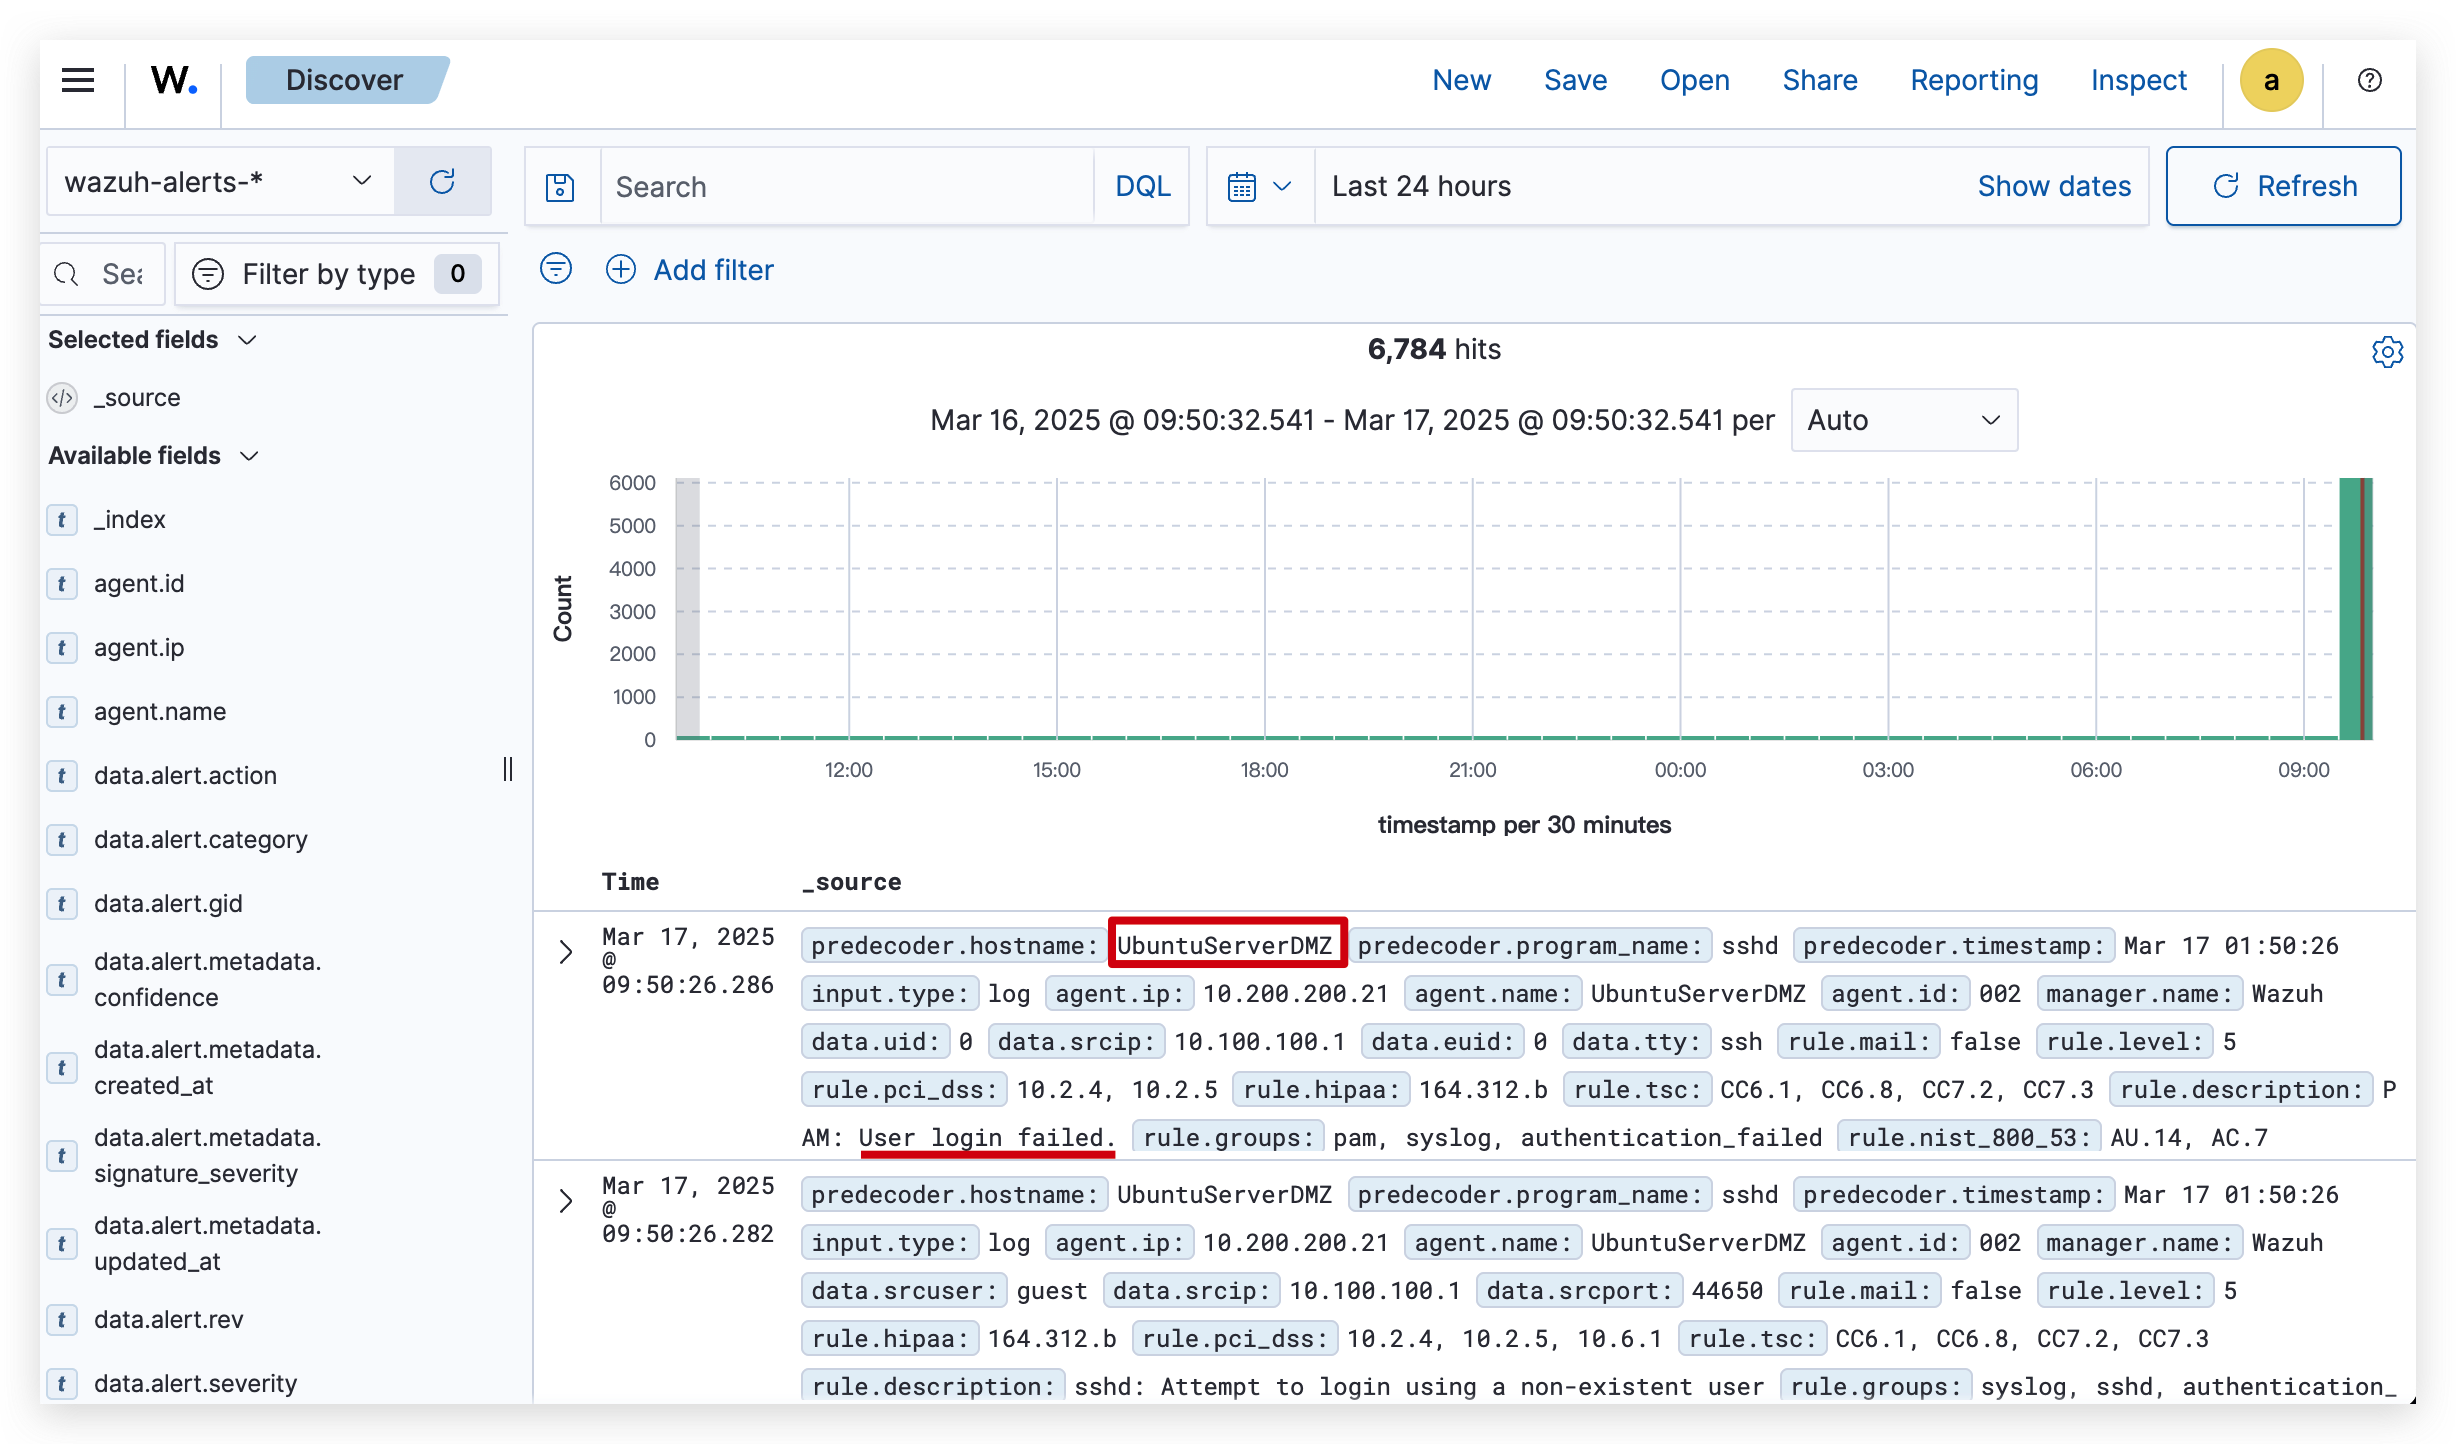 W. Discover New Save Open Share Reporting Inspect a
wazuh-alerts-* Search DQL Last 24 hours Show dates Refresh
Filter by type 0 Add filter
Selected fields
_source
Available fields
_index
agent.id
agent.ip
agent.name
data.alert.action
data.alert.category
data.alert.gid
data.alert.metadata.
confidence
data.alert.metadata.
created_at
data.alert.metadata.
signature_severity
data.alert.metadata.
updated_at
data.alert.rev
data.alert.severity
6,784 hits
Mar 16, 2025 @ 09:50:32.541 - Mar 17, 2025 @ 09:50:32.541 per Auto
Count
6000
5000
4000
3000
2000
1000
0
12:00 15:00 18:00 21:00 00:00 03:00 06:00 09:00
timestamp per 30 minutes
Time _source
Mar 17, 2025
@
09:50:26.286
predecoder.hostname: UbuntuServerDMZ predecoder.program_name: sshd predecoder.timestamp: Mar 17 01:50:26
input.type: log agent.ip: 10.200.200.21 agent.name: UbuntuServerDMZ agent.id: 002 manager.name: Wazuh
data.uid: 0 data.srcip: 10.100.100.1 data.euid: 0 data.tty: ssh rule.mail: false rule.level: 5
rule.pci_dss: 10.2.4, 10.2.5 rule.hipaa: 164.312.b rule.tsc: CC6.1, CC6.8, CC7.2, CC7.3 rule.description: P
AM: User login failed. rule.groups: pam, syslog, authentication_failed rule.nist_800_53: AU.14, AC.7
Mar 17, 2025
@
09:50:26.282
predecoder.hostname: UbuntuServerDMZ predecoder.program_name: sshd predecoder.timestamp: Mar 17 01:50:26
input.type: log agent.ip: 10.200.200.21 agent.name: UbuntuServerDMZ agent.id: 002 manager.name: Wazuh
data.srcuser: guest data.srcip: 10.100.100.1 data.srcport: 44650 rule.mail: false rule.level: 5
rule.hipaa: 164.312.b rule.pci_dss: 10.2.4, 10.2.5, 10.6.1 rule.tsc: CC6.1, CC6.8, CC7.2, CC7.3
rule.description: sshd: Attempt to login using a non-existent user rule.groups: syslog, sshd, authentication_